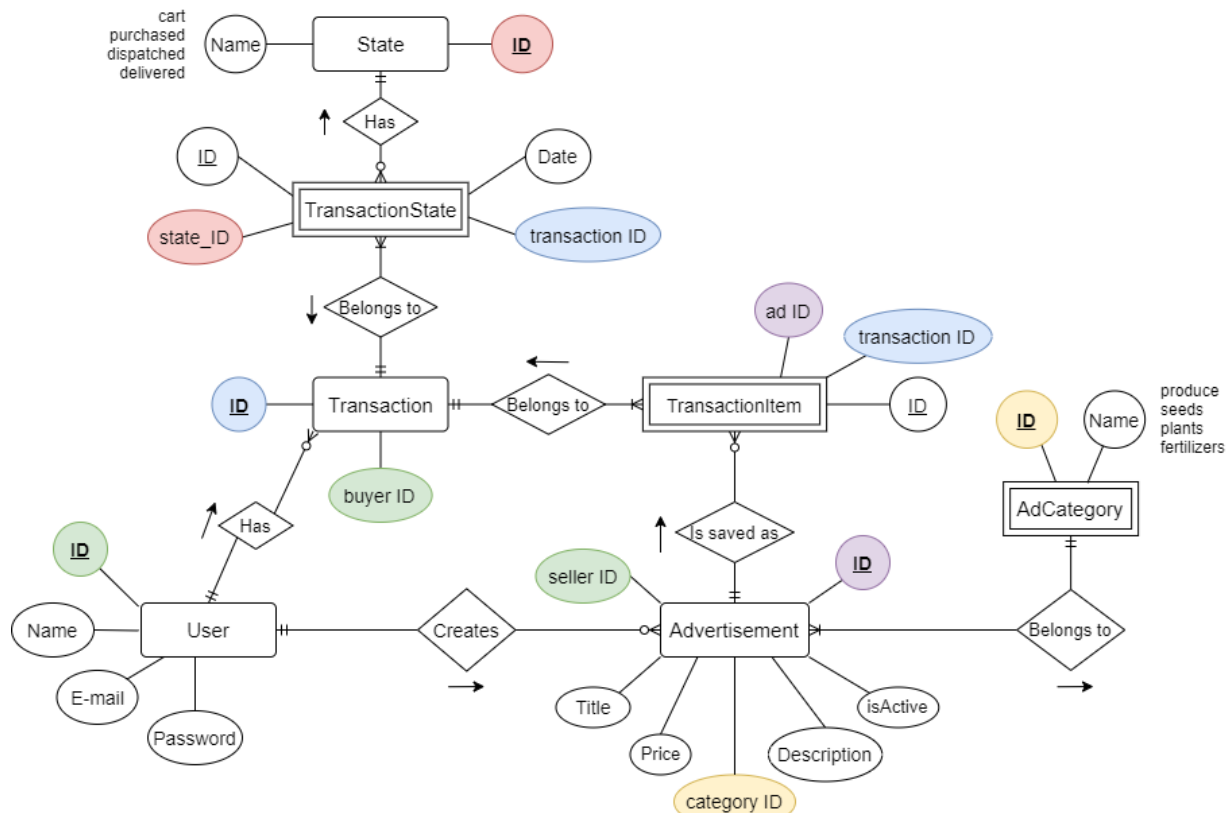 cart
purchased
dispatched
delivered
Name
State
ID
Has
ID
Date
TransactionState
state_ID
transaction ID
Belongs to
ad ID
transaction ID
ID
Transaction
Belongs to
TransactionItem
ID
ID
Name
produce
seeds
plants
fertilizers
buyer ID
AdCategory
Has
Is saved as
ID
seller ID
ID
Name
User
Creates
Advertisement
Belongs to
E-mail
Title
isActive
Password
Price
Description
category ID